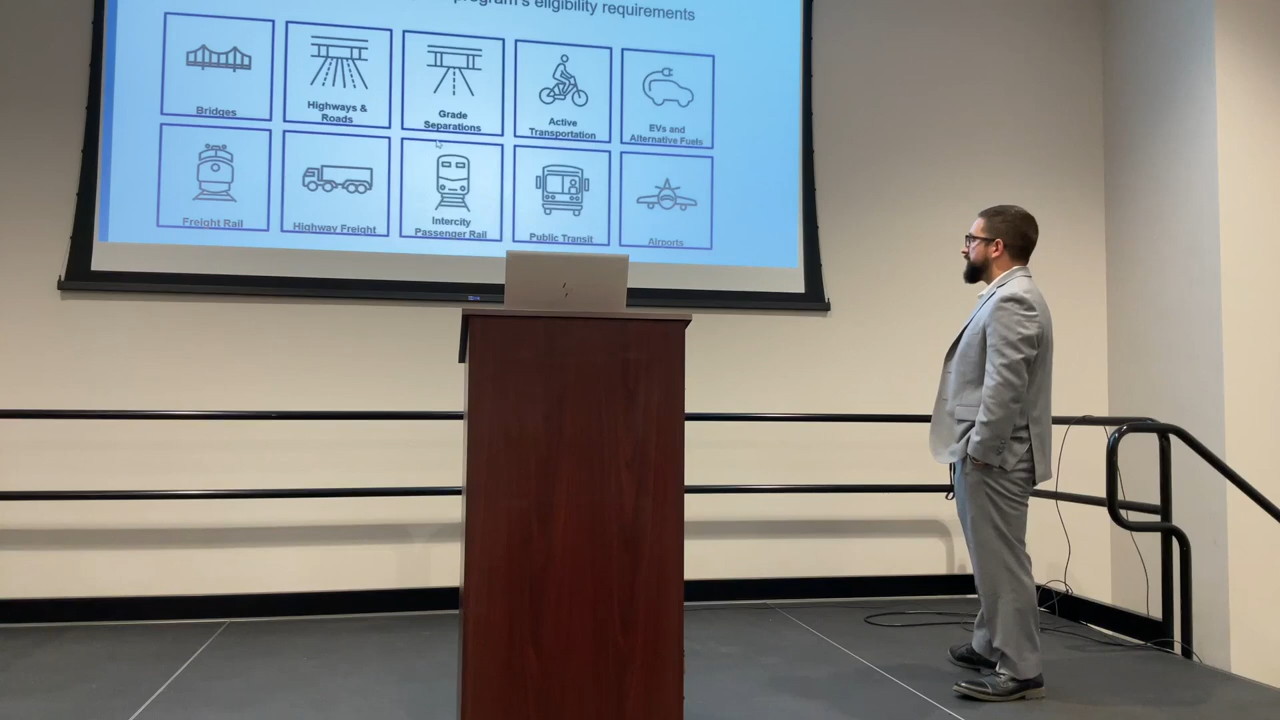 program's eligibility requirements
Bridges
Highways &
Roads
Grade
Separations
Active
Transportation
EVs and
Alternative Fuels
Freight Rail
Highway Freight
Intercity
Passenger Rail
Public Transit
Airports